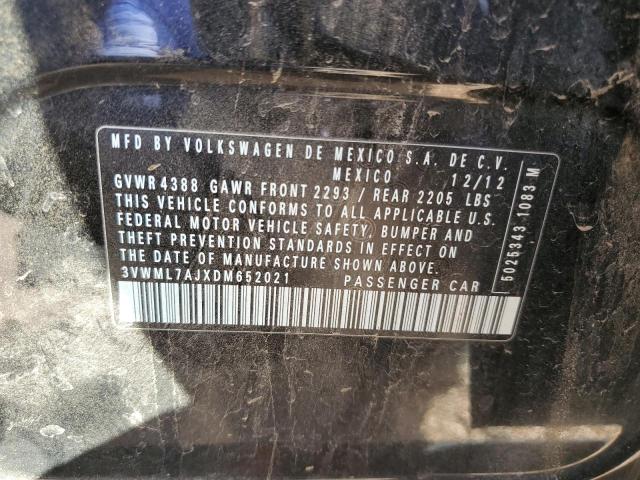 MFD BY VOLKSWAGEN DE MEXICO S.A. DE C.V.
MEXICO 12/12
GVWR 4388 GAWR FRONT 2293 / REAR 2205 LBS
THIS VEHICLE CONFORMS TO ALL APPLICABLE U.S.
FEDERAL MOTOR VEHICLE SAFETY, BUMPER AND
THEFT PREVENTION STANDARDS IN EFFECT ON
THE DATE OF MANUFACTURE SHOWN ABOVE.
3VWML7AJXDM652021 PASSENGER CAR
5025343 1083 M